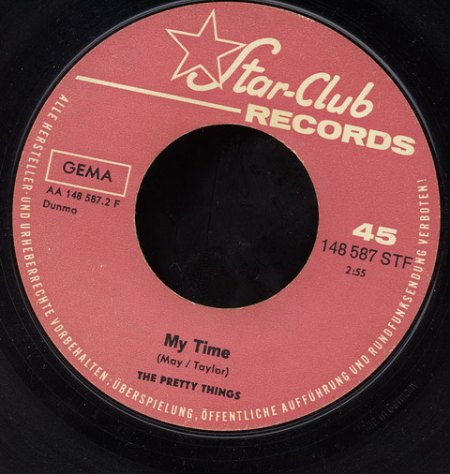 Star-Club
RECORDS
GEMA
AA 148 587.2 F
Dunmo
45
148 587 STF
2:55
My Time
(May / Taylor)
THE PRETTY THINGS
ALLE HERSTELLER- UND URHEBERRECHTE VORBEHALTEN, ÜBERSPIELUNG, ÖFFENTLICHE AUFFÜHRUNG UND RUNDFUNKSENDUNG VERBOTEN!